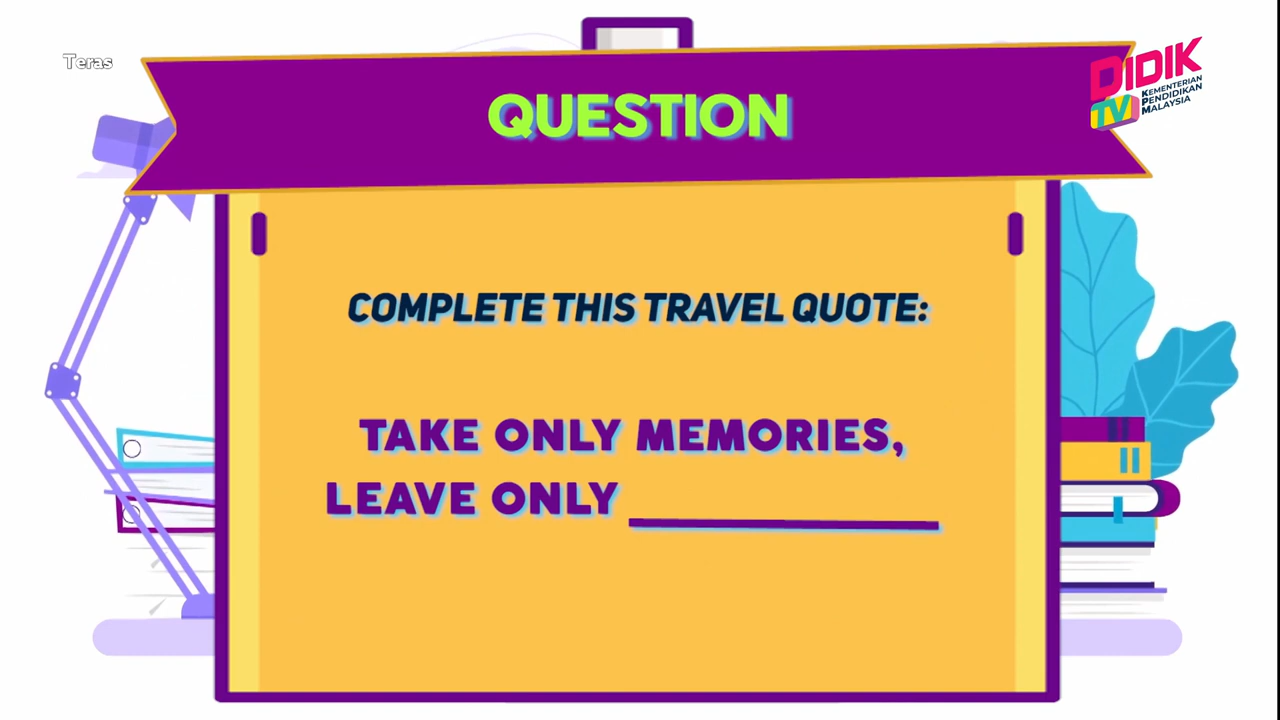 Teras
DIDIK
TV
KEMENTERIAN
PENDIDIKAN
MALAYSIA
QUESTION
COMPLETE THIS TRAVEL QUOTE:
TAKE ONLY MEMORIES,
LEAVE ONLY